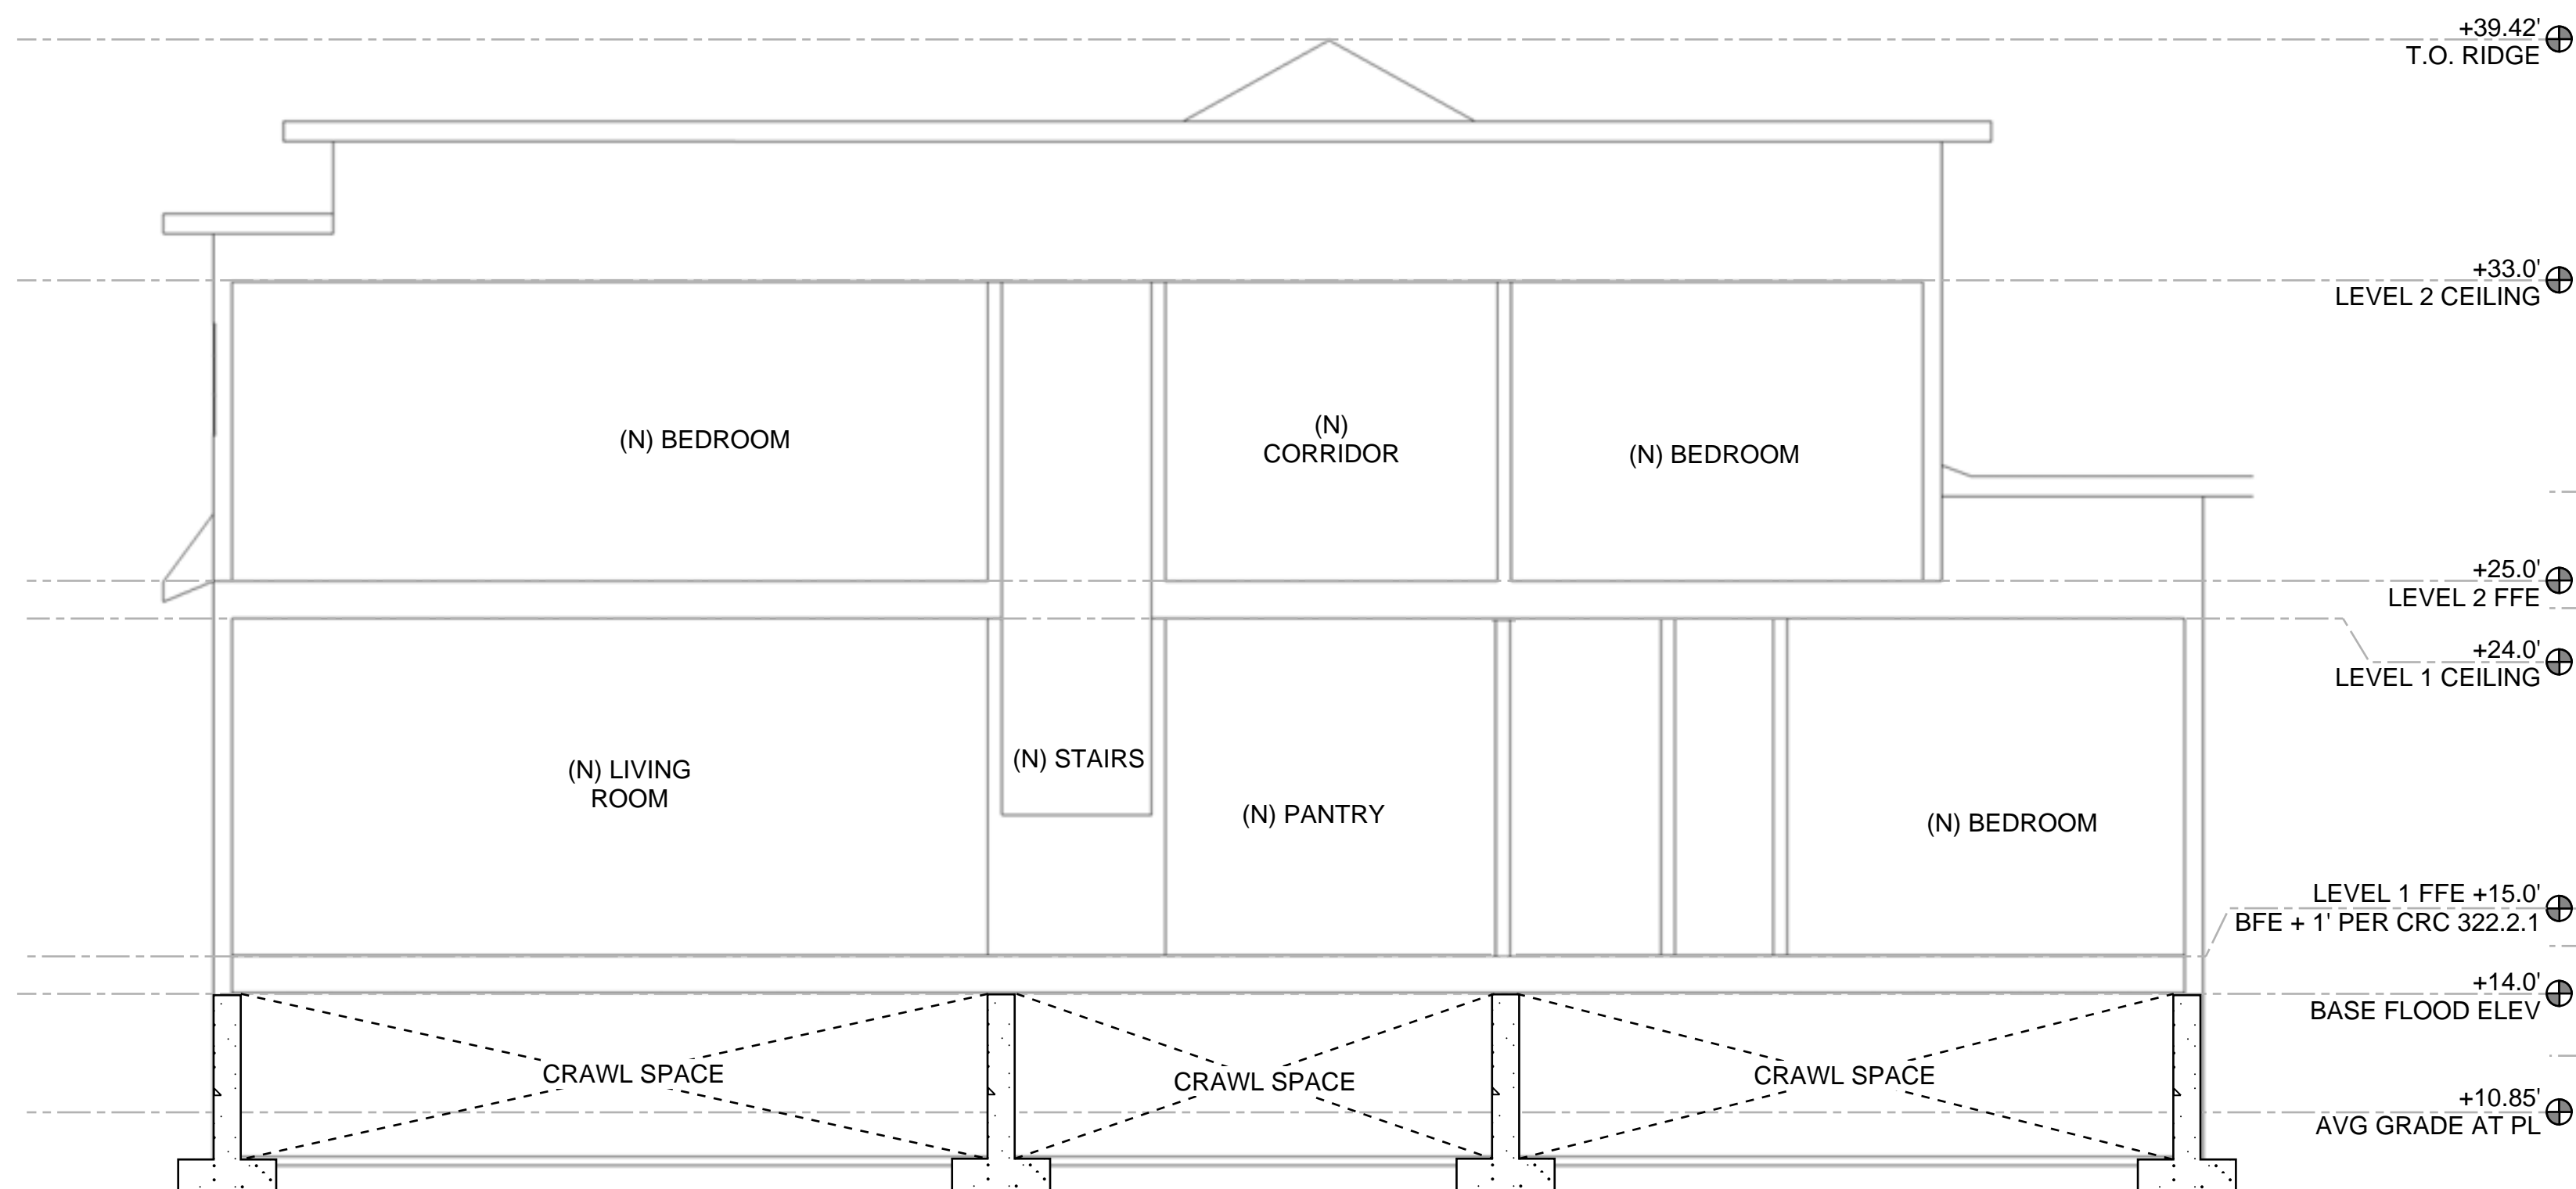 +39.42'
T.O. RIDGE
+33.0'
LEVEL 2 CEILING
(N) BEDROOM
(N)
CORRIDOR
(N) BEDROOM
+25.0'
LEVEL 2 FFE
+24.0'
LEVEL 1 CEILING
(N) LIVING
ROOM
(N) STAIRS
(N) PANTRY
(N) BEDROOM
LEVEL 1 FFE +15.0'
BFE + 1' PER CRC 322.2.1
+14.0'
BASE FLOOD ELEV
CRAWL SPACE
CRAWL SPACE
CRAWL SPACE
+10.85'
AVG GRADE AT PL